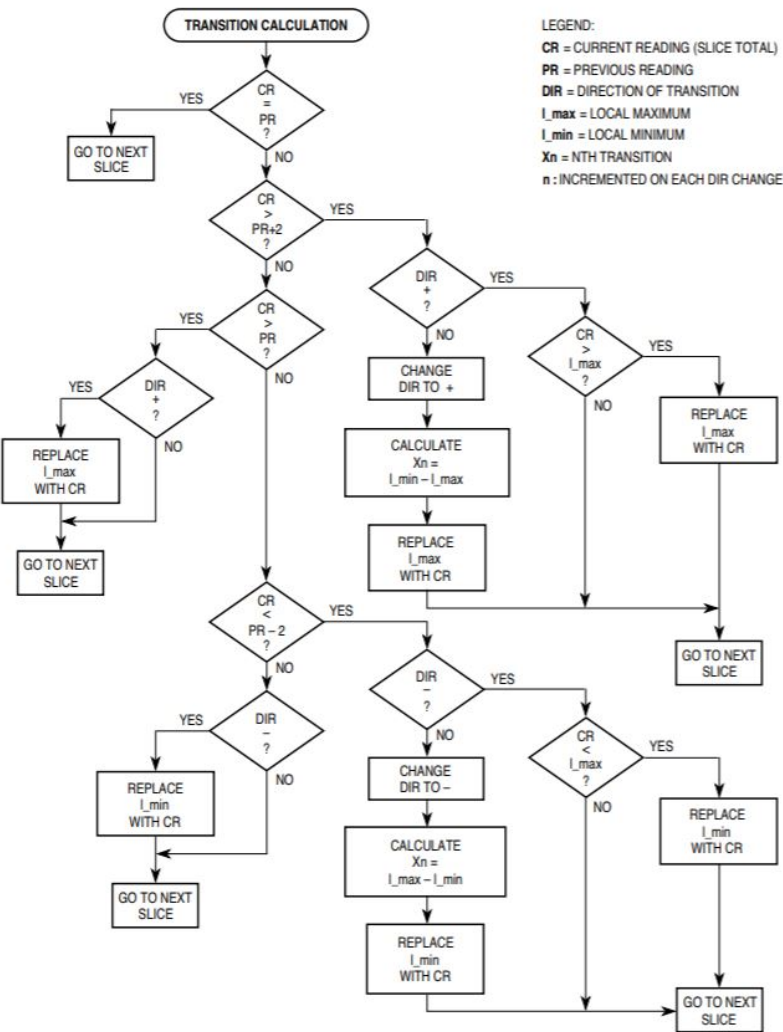 TRANSITION CALCULATION
LEGEND:
CR = CURRENT READING (SLICE TOTAL)
PR = PREVIOUS READING
DIR = DIRECTION OF TRANSITION
l_max = LOCAL MAXIMUM
l_min = LOCAL MINIMUM
Xn = NTH TRANSITION
n : INCREMENTED ON EACH DIR CHANGE
CR
=
PR
?
YES
NO
GO TO NEXT
SLICE
CR
>
PR+2
?
YES
NO
DIR
+
?
YES
NO
CR
>
l_max
?
YES
NO
REPLACE
l_max
WITH CR
CHANGE
DIR TO +
CALCULATE
Xn =
l_min – l_max
REPLACE
l_max
WITH CR
GO TO NEXT
SLICE
CR
>
PR
?
YES
NO
DIR
+
?
YES
NO
REPLACE
l_max
WITH CR
GO TO NEXT
SLICE
CR
<
PR – 2
?
YES
NO
DIR
–
?
YES
NO
CR
<
l_max
?
YES
NO
REPLACE
l_min
WITH CR
CHANGE
DIR TO –
CALCULATE
Xn =
l_max – l_min
REPLACE
l_min
WITH CR
GO TO NEXT
SLICE
DIR
–
?
YES
NO
REPLACE
l_min
WITH CR
GO TO NEXT
SLICE